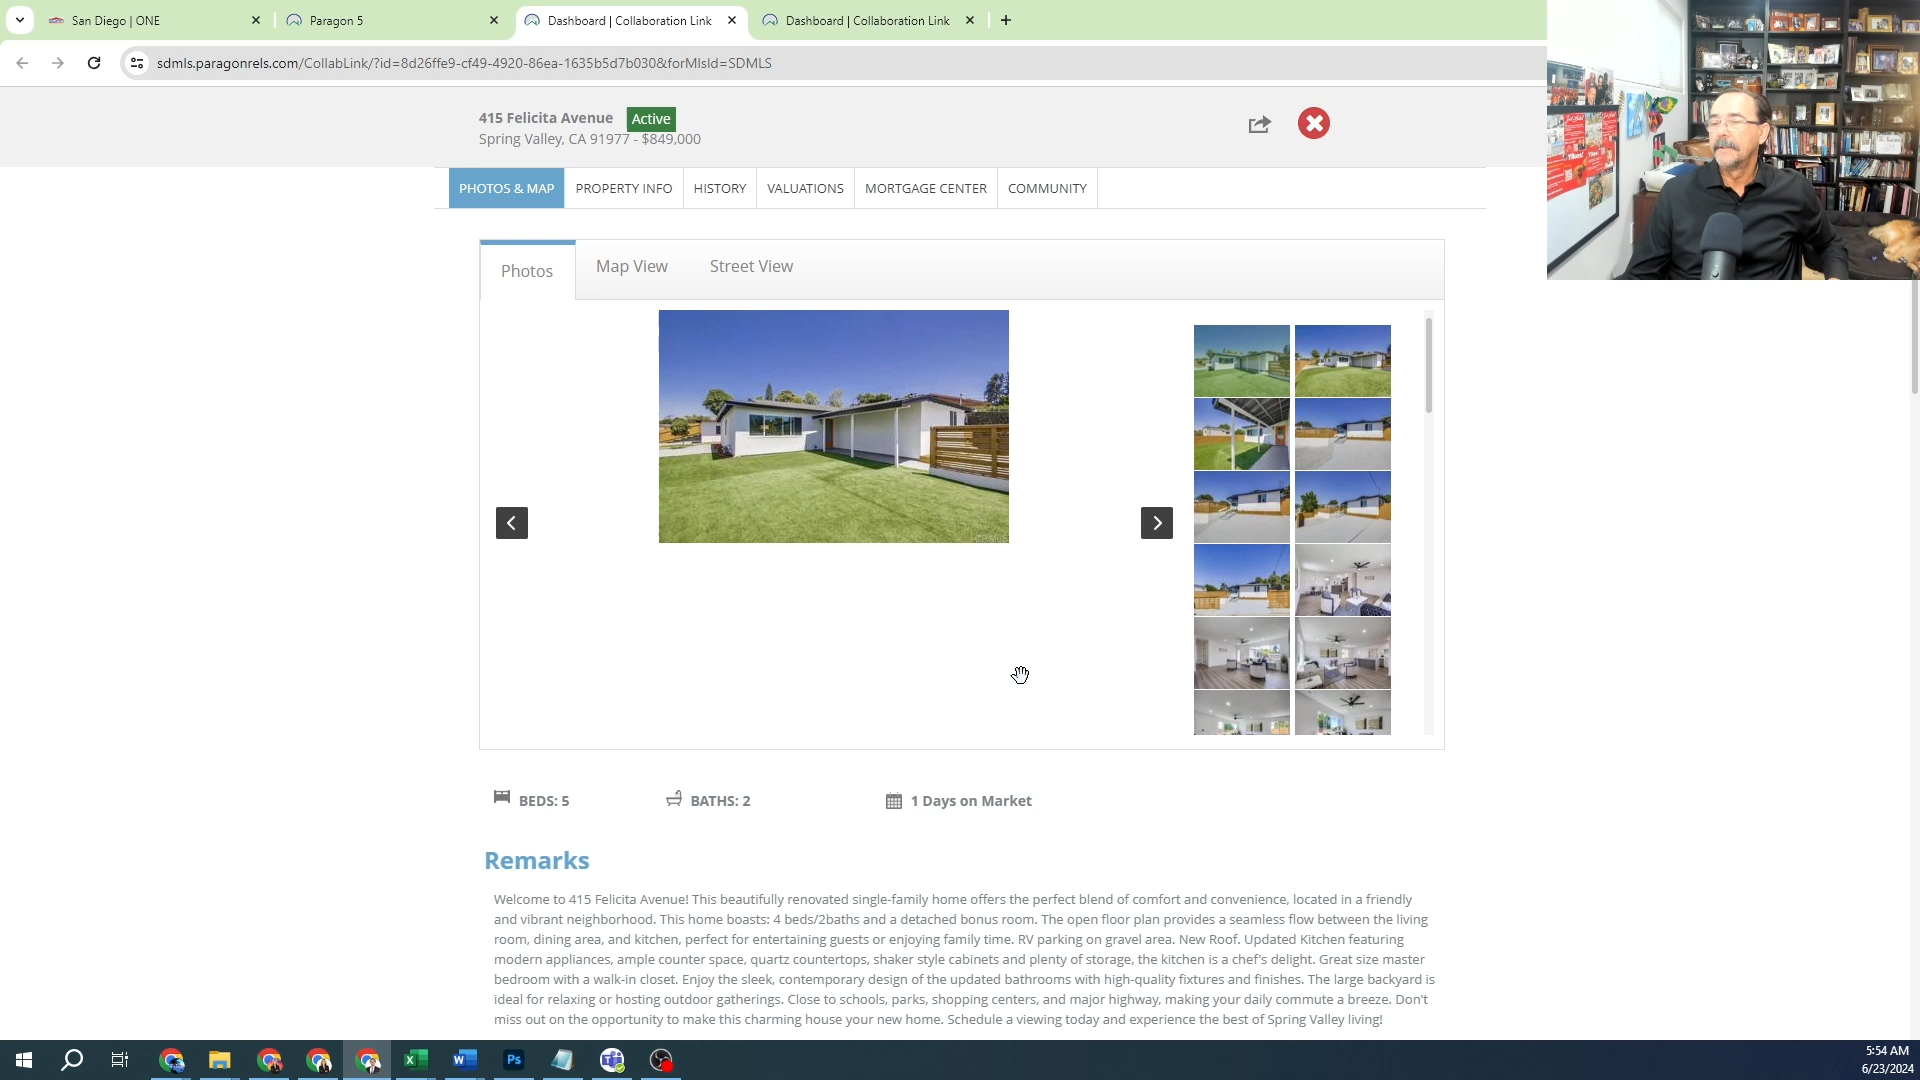 San Diego | ONE
Paragon 5
Dashboard | Collaboration Link
Dashboard | Collaboration Link
sdmls.paragonrels.com/CollabLink/?id=8d26ffe9-cf49-4920-86ea-1635b5d7b030&forMlsId=SDMLS
415 Felicita Avenue Active
Spring Valley, CA 91977 - $849,000
PHOTOS & MAP PROPERTY INFO HISTORY VALUATIONS MORTGAGE CENTER COMMUNITY
Photos Map View Street View
BEDS: 5 BATHS: 2 1 Days on Market
Remarks
Welcome to 415 Felicita Avenue! This beautifully renovated single-family home offers the perfect blend of comfort and convenience, located in a friendly
and vibrant neighborhood. This home boasts: 4 beds/2baths and a detached bonus room. The open floor plan provides a seamless flow between the living
room, dining area, and kitchen, perfect for entertaining guests or enjoying family time. RV parking on gravel area. New Roof. Updated Kitchen featuring
modern appliances, ample counter space, quartz countertops, shaker style cabinets and plenty of storage, the kitchen is a chef's delight. Great size master
bedroom with a walk-in closet. Enjoy the sleek, contemporary design of the updated bathrooms with high-quality fixtures and finishes. The large backyard is
ideal for relaxing or hosting outdoor gatherings. Close to schools, parks, shopping centers, and major highway, making your daily commute a breeze. Don't
miss out on the opportunity to make this charming house your new home. Schedule a viewing today and experience the best of Spring Valley living!
5:54 AM
6/23/2024